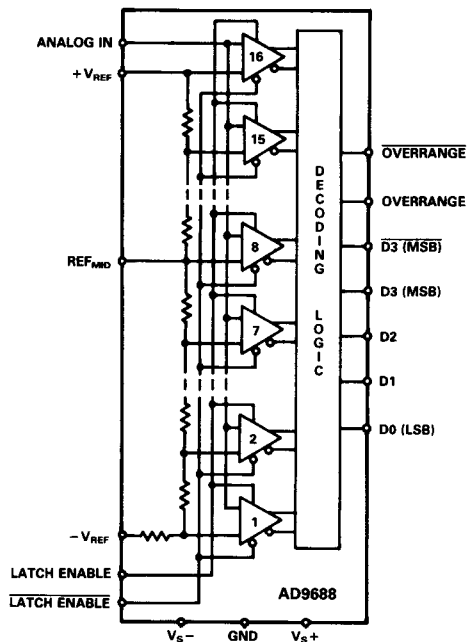 ANALOG IN
+VREF
REFMID
-VREF
LATCH ENABLE
LATCH ENABLE
16
15
8
7
2
1
DECODING
LOGIC
OVERRANGE
OVERRANGE
D3 (MSB)
D3 (MSB)
D2
D1
D0 (LSB)
AD9688
VS-
GND
VS+